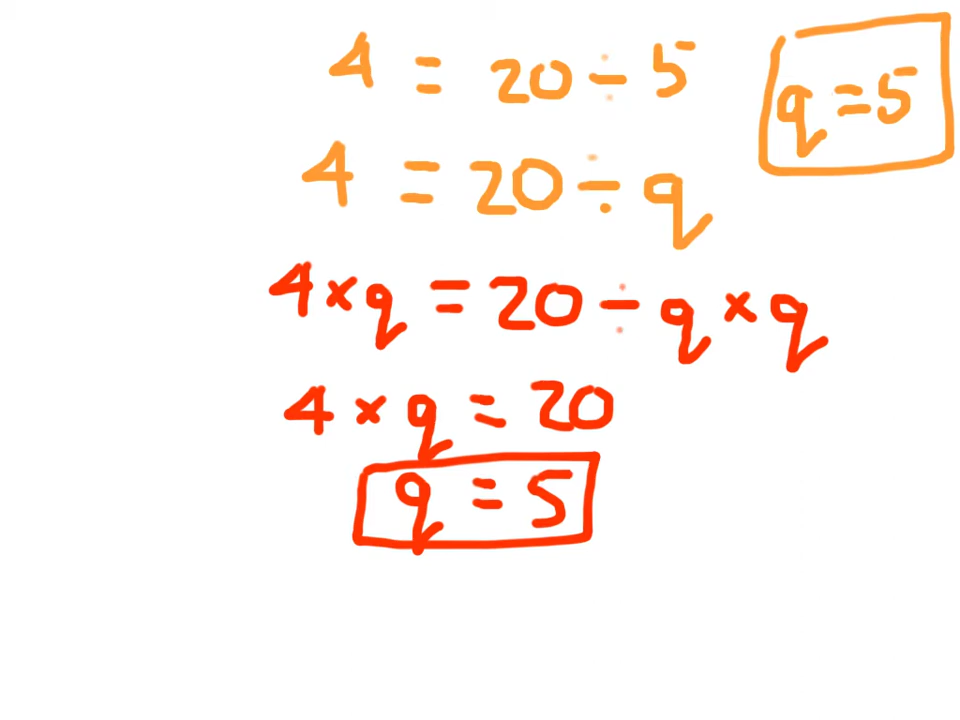 4 = 20 ÷ 5
q = 5
4 = 20 ÷ q
4 × q = 20 ÷ q × q
4 × q = 20
q = 5